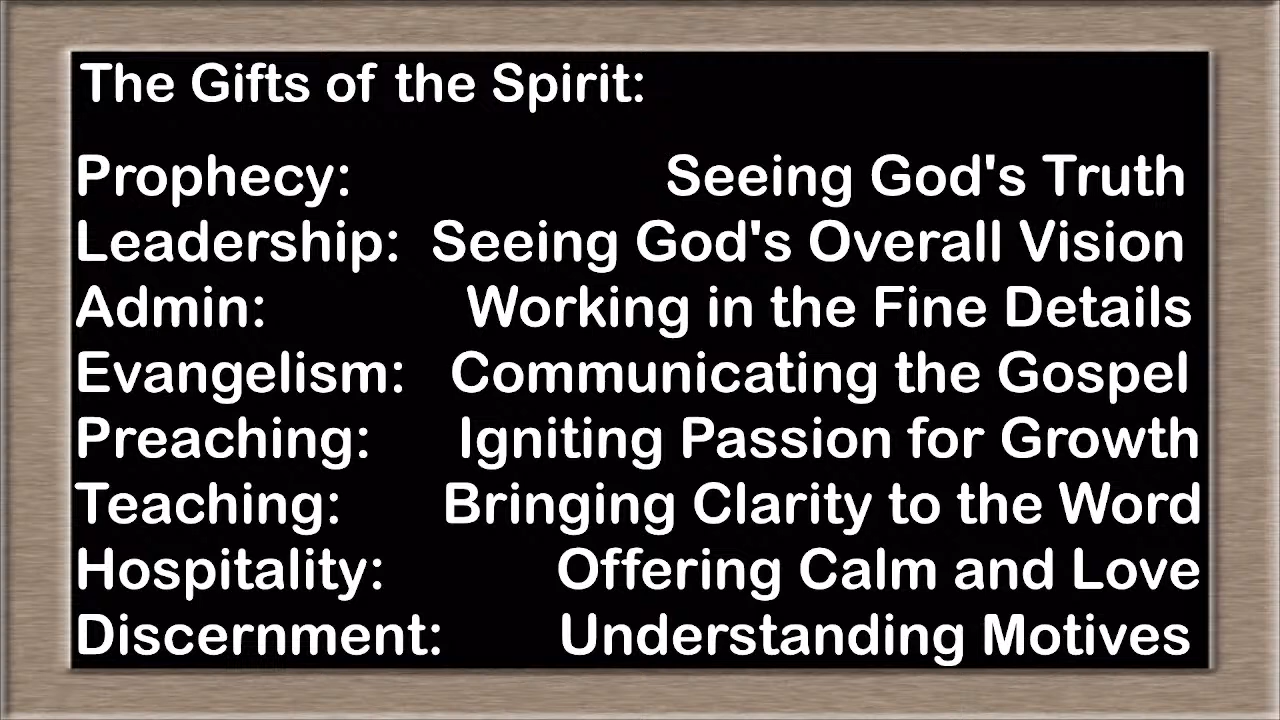 The Gifts of the Spirit:
Prophecy: Seeing God's Truth
Leadership: Seeing God's Overall Vision
Admin: Working in the Fine Details
Evangelism: Communicating the Gospel
Preaching: Igniting Passion for Growth
Teaching: Bringing Clarity to the Word
Hospitality: Offering Calm and Love
Discernment: Understanding Motives